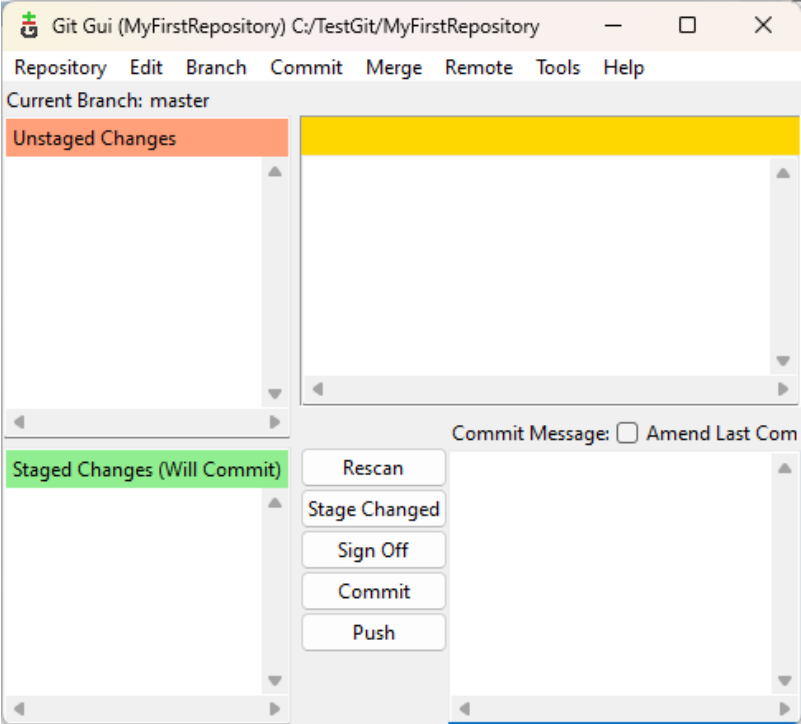 Git Gui (MyFirstRepository) C:/TestGit/MyFirstRepository
Repository Edit Branch Commit Merge Remote Tools Help
Current Branch: master
Unstaged Changes
Staged Changes (Will Commit)
Rescan
Stage Changed
Sign Off
Commit
Push
Commit Message: Amend Last Com